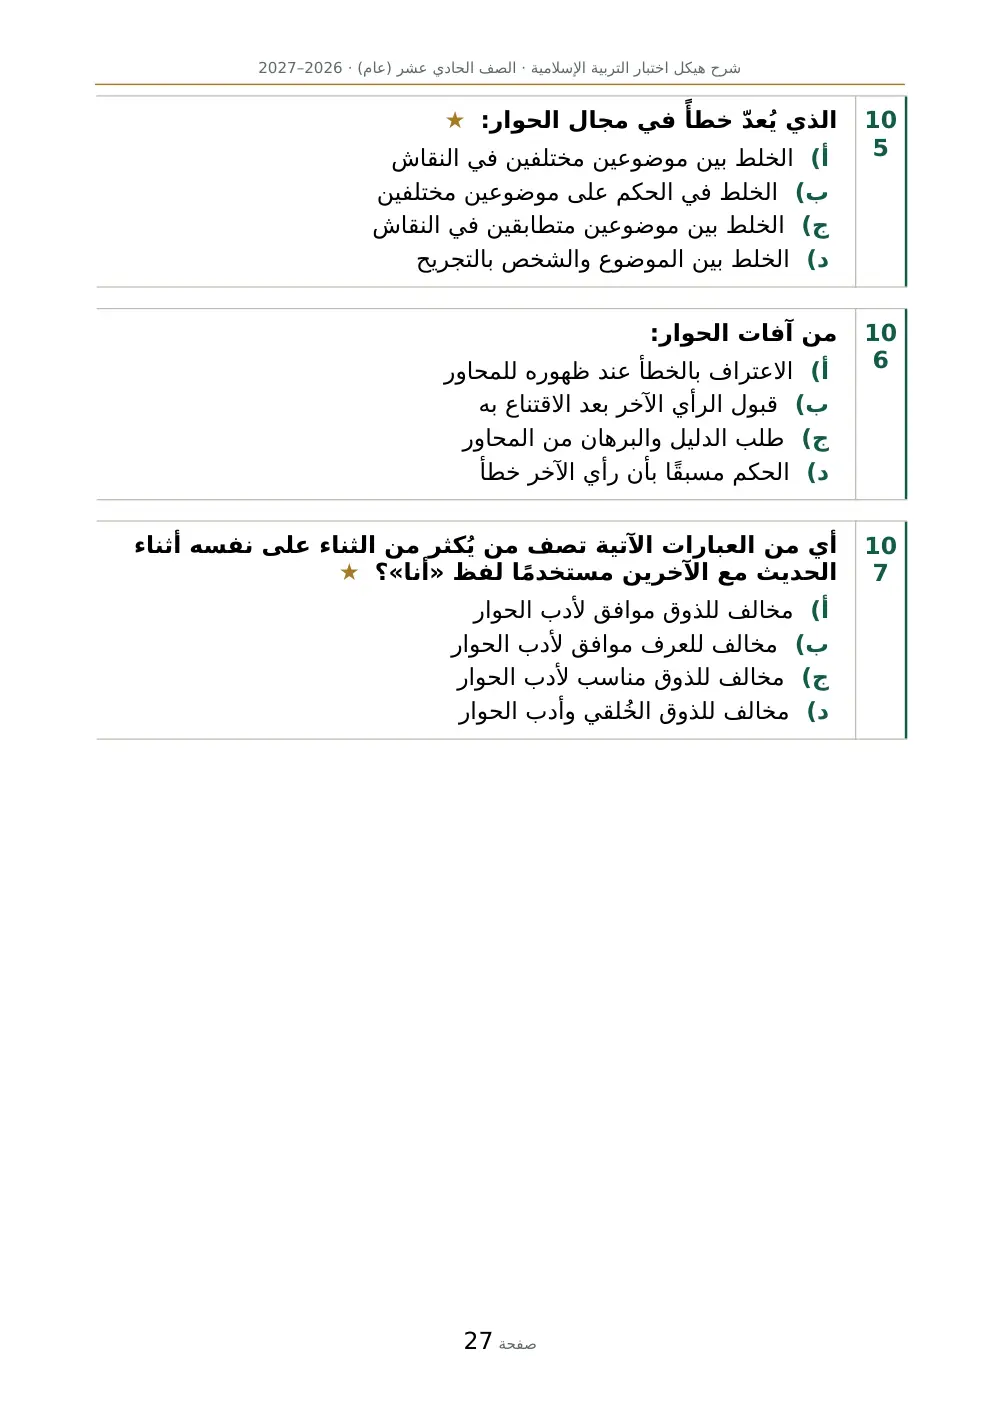 شرح هيكل اختبار التربية الإسلامية · الصف الحادي عشر (عام) · 2026–2027
105 الذي يُعدّ خطأً في مجال الحوار: ★
أ) الخلط بين موضوعين مختلفين في النقاش
ب) الخلط في الحكم على موضوعين مختلفين
ج) الخلط بين موضوعين متطابقين في النقاش
د) الخلط بين الموضوع والشخص بالتجريح
106 من آفات الحوار:
أ) الاعتراف بالخطأ عند ظهوره للمحاور
ب) قبول الرأي الآخر بعد الاقتناع به
ج) طلب الدليل والبرهان من المحاور
د) الحكم مسبقًا بأن رأي الآخر خطأ
107 أي من العبارات الآتية تصف من يُكثر من الثناء على نفسه أثناء
الحديث مع الآخرين مستخدمًا لفظ «أنا»؟ ★
أ) مخالف للذوق موافق لأدب الحوار
ب) مخالف للعرف موافق لأدب الحوار
ج) مخالف للذوق مناسب لأدب الحوار
د) مخالف للذوق الخُلقي وأدب الحوار
صفحة 27